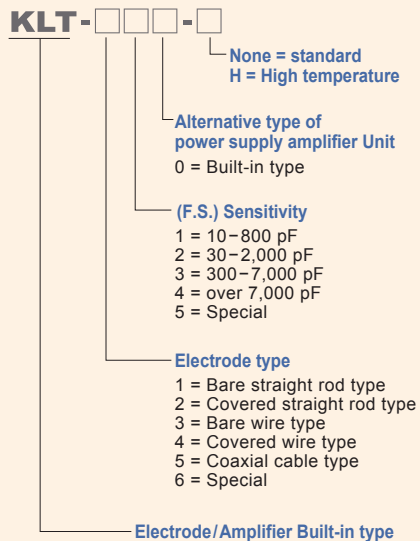 KLT-□□□-□
None = standard
H = High temperature
Alternative type of
power supply amplifier Unit
0 = Built-in type
(F.S.) Sensitivity
1 = 10−800 pF
2 = 30−2,000 pF
3 = 300−7,000 pF
4 = over 7,000 pF
5 = Special
Electrode type
1 = Bare straight rod type
2 = Covered straight rod type
3 = Bare wire type
4 = Covered wire type
5 = Coaxial cable type
6 = Special
Electrode/Amplifier Built-in type